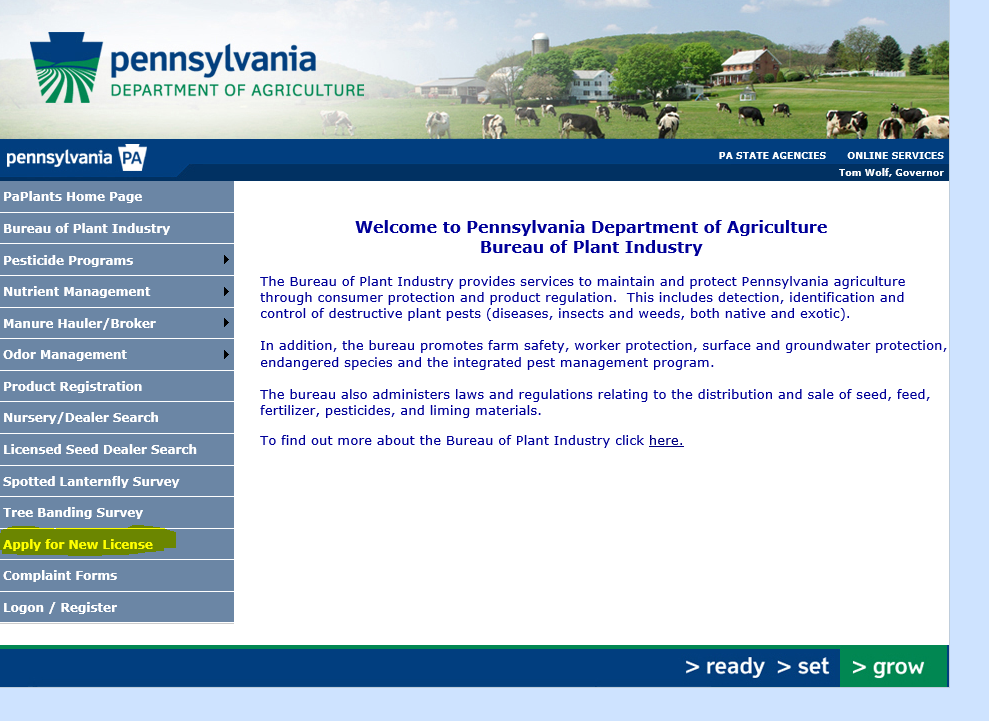 pennsylvania
DEPARTMENT OF AGRICULTURE
pennsylvania PA
PA STATE AGENCIES ONLINE SERVICES
Tom Wolf, Governor
PaPlants Home Page
Bureau of Plant Industry
Pesticide Programs
Nutrient Management
Manure Hauler/Broker
Odor Management
Product Registration
Nursery/Dealer Search
Licensed Seed Dealer Search
Spotted Lanternfly Survey
Tree Banding Survey
Apply for New License
Complaint Forms
Logon / Register
Welcome to Pennsylvania Department of Agriculture
Bureau of Plant Industry
The Bureau of Plant Industry provides services to maintain and protect Pennsylvania agriculture
through consumer protection and product regulation.  This includes detection, identification and
control of destructive plant pests (diseases, insects and weeds, both native and exotic).
In addition, the bureau promotes farm safety, worker protection, surface and groundwater protection,
endangered species and the integrated pest management program.
The bureau also administers laws and regulations relating to the distribution and sale of seed, feed,
fertilizer, pesticides, and liming materials.
To find out more about the Bureau of Plant Industry click here.
> ready > set > grow